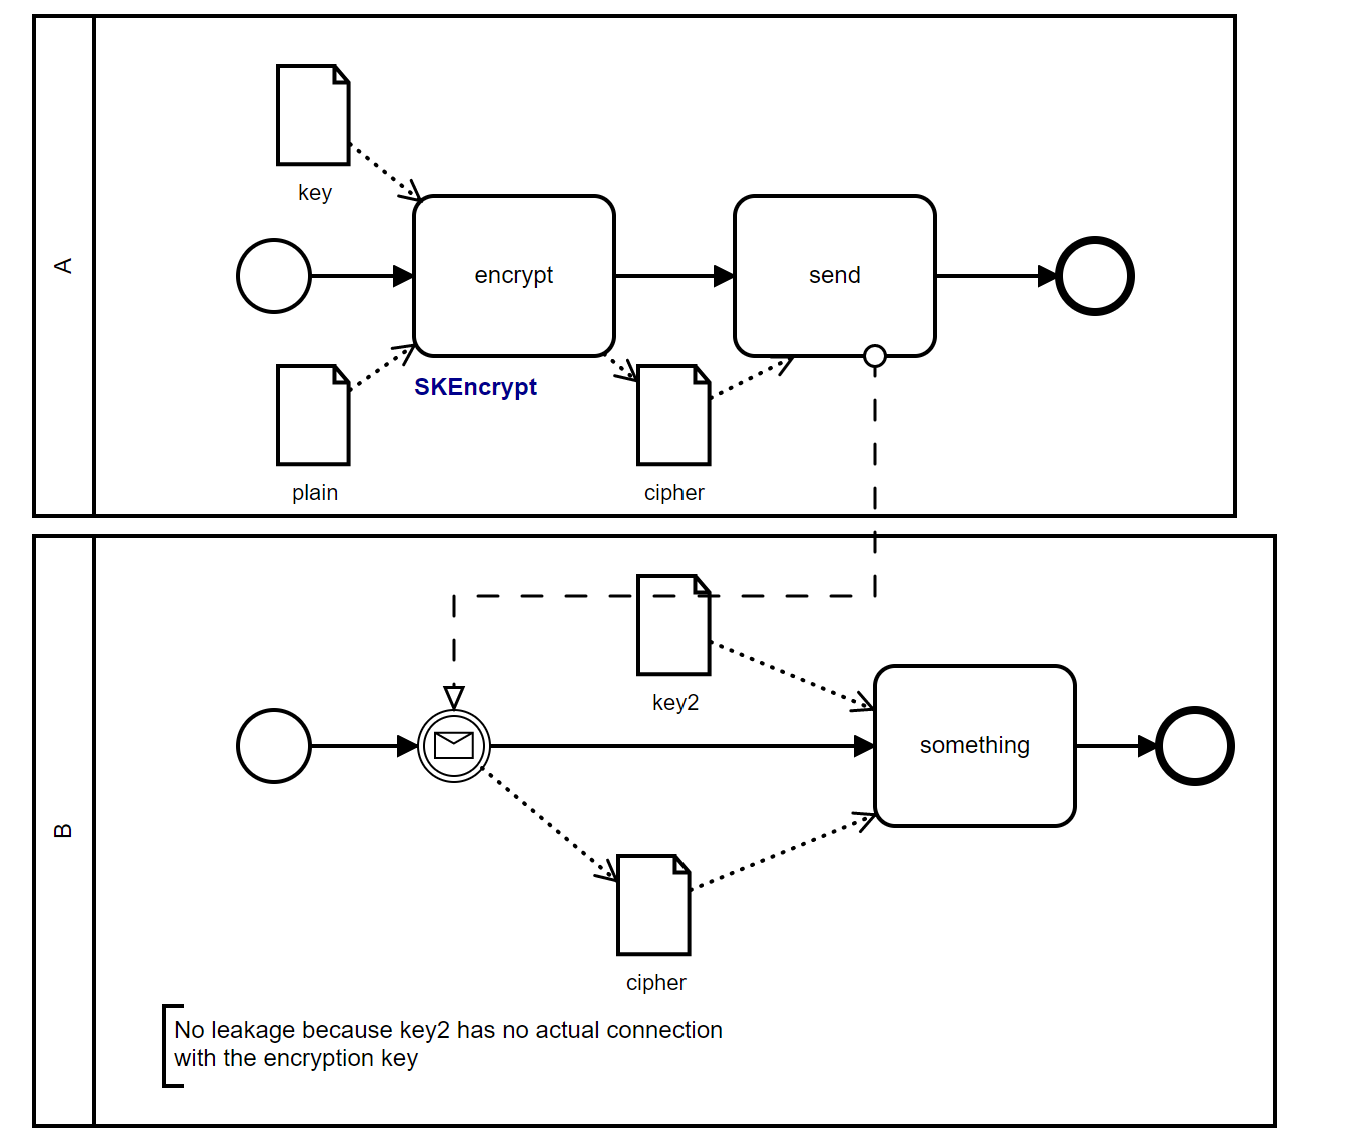 A
key
encrypt
send
SKEncrypt
plain
cipher
B
key2
something
cipher
No leakage because key2 has no actual connection
with the encryption key